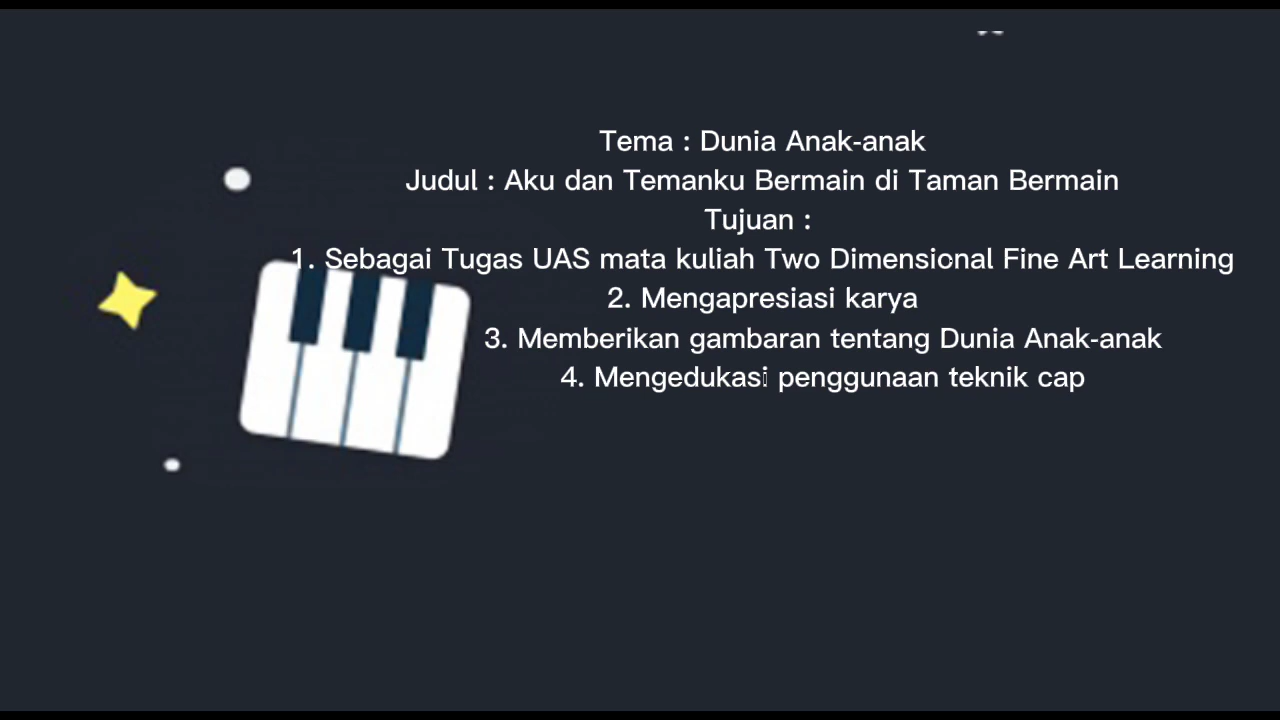 Tema : Dunia Anak-anak
Judul : Aku dan Temanku Bermain di Taman Bermain
Tujuan :
1. Sebagai Tugas UAS mata kuliah Two Dimensional Fine Art Learning
2. Mengapresiasi karya
3. Memberikan gambaran tentang Dunia Anak-anak
4. Mengedukasi penggunaan teknik cap